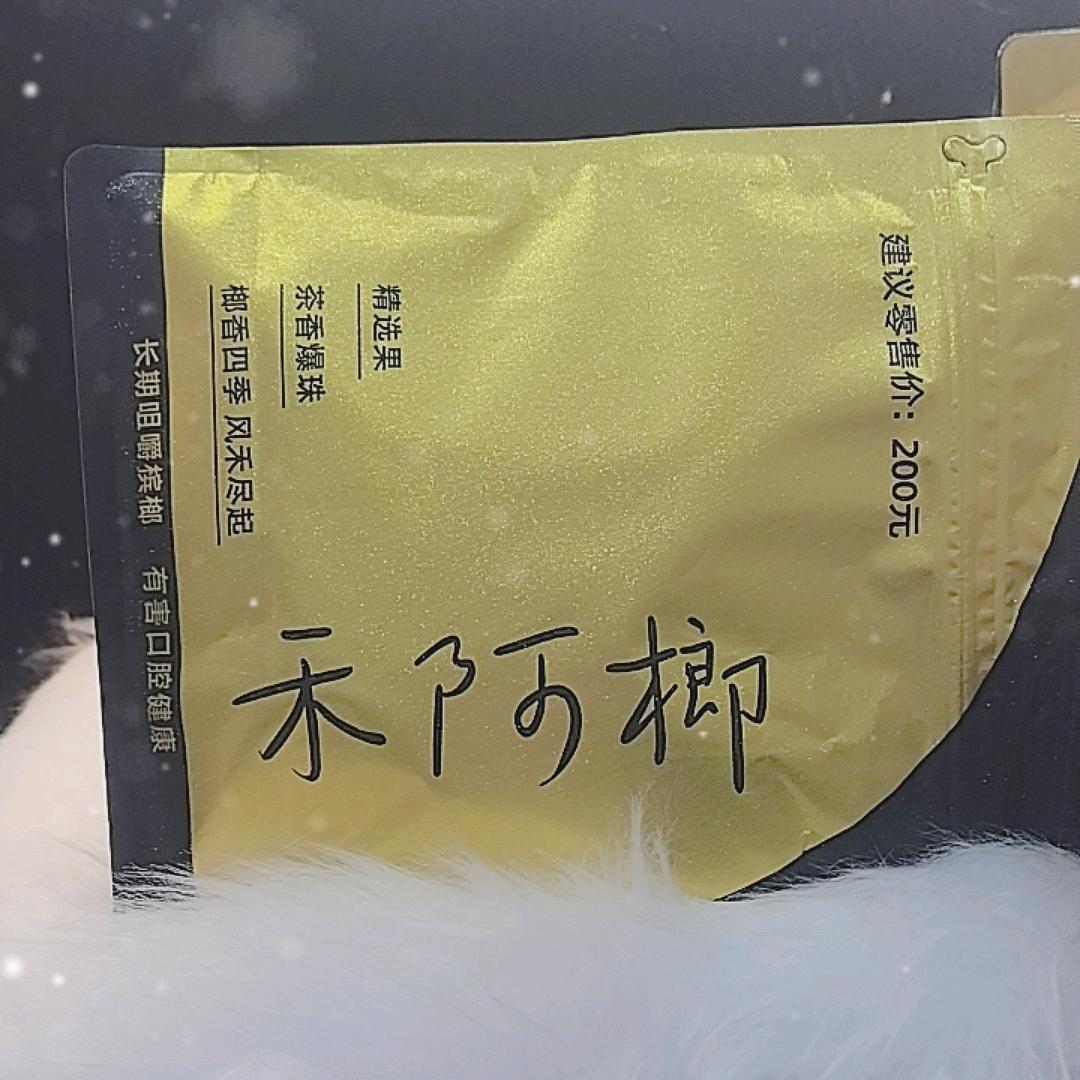 建议零售价：200元
精选果
茶香爆珠
榔香四季 风禾尽起
禾阿榔
长期咀嚼槟榔 有害口腔健康